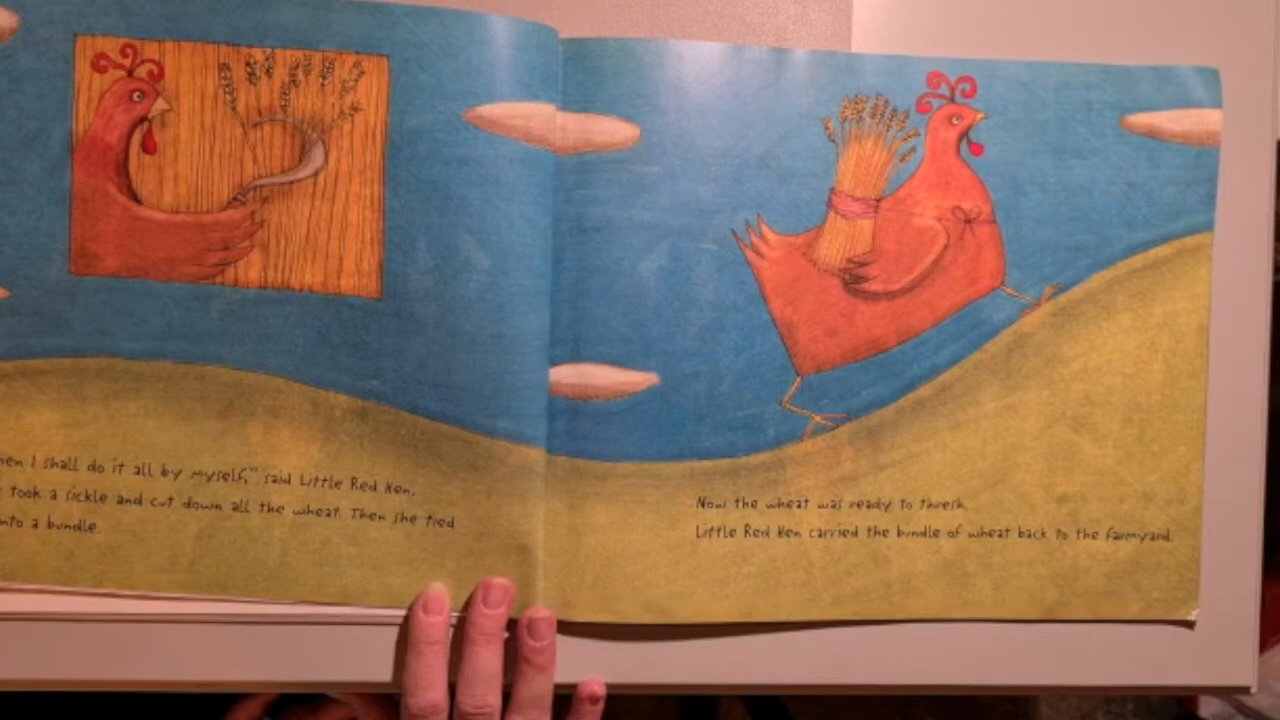 I shall do it all by myself," said Little Red Hen.
took a sickle and cut down all the wheat. Then she tied
into a bundle.
Now the wheat was ready to thresh.
Little Red Hen carried the bundle of wheat back to the farmyard.